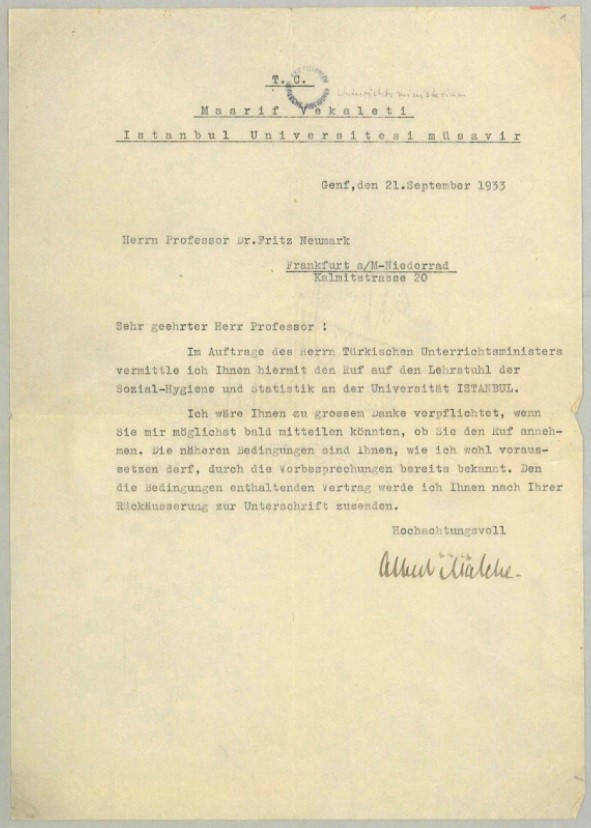 T. C.
Unterrichtsministerium
Maarif Vekaleti
Istanbul Universitesi müsavir
Genf,den 21.September 1933
Herrn Professor Dr.Fritz Neumark
Frankfurt a/M-Niederrad
Kalmitstrasse 20
Sehr geehrter Herr Professor !
Im Auftrage des Herrn Türkischen Unterrichtsministers
vermittle ich Ihnen hiermit den Ruf auf den Lehrstuhl der
Sozial-Hygiene und Statistik an der Universität ISTANBUL.
Ich wäre Ihnen zu grossem Danke verpflichtet, wenn
Sie mir möglichst bald mitteilen könnten, ob Sie den Ruf anneh-
men. Die näheren Bedingungen sind Ihnen, wie ich wohl voraus-
setzen darf, durch die Vorbesprechungen bereits bekannt. Den
die Bedingungen enthaltenden Vertrag werde ich Ihnen nach Ihrer
Rückäusserung zur Unterschrift zusenden.
Hochachtungsvoll
Albert Malche.